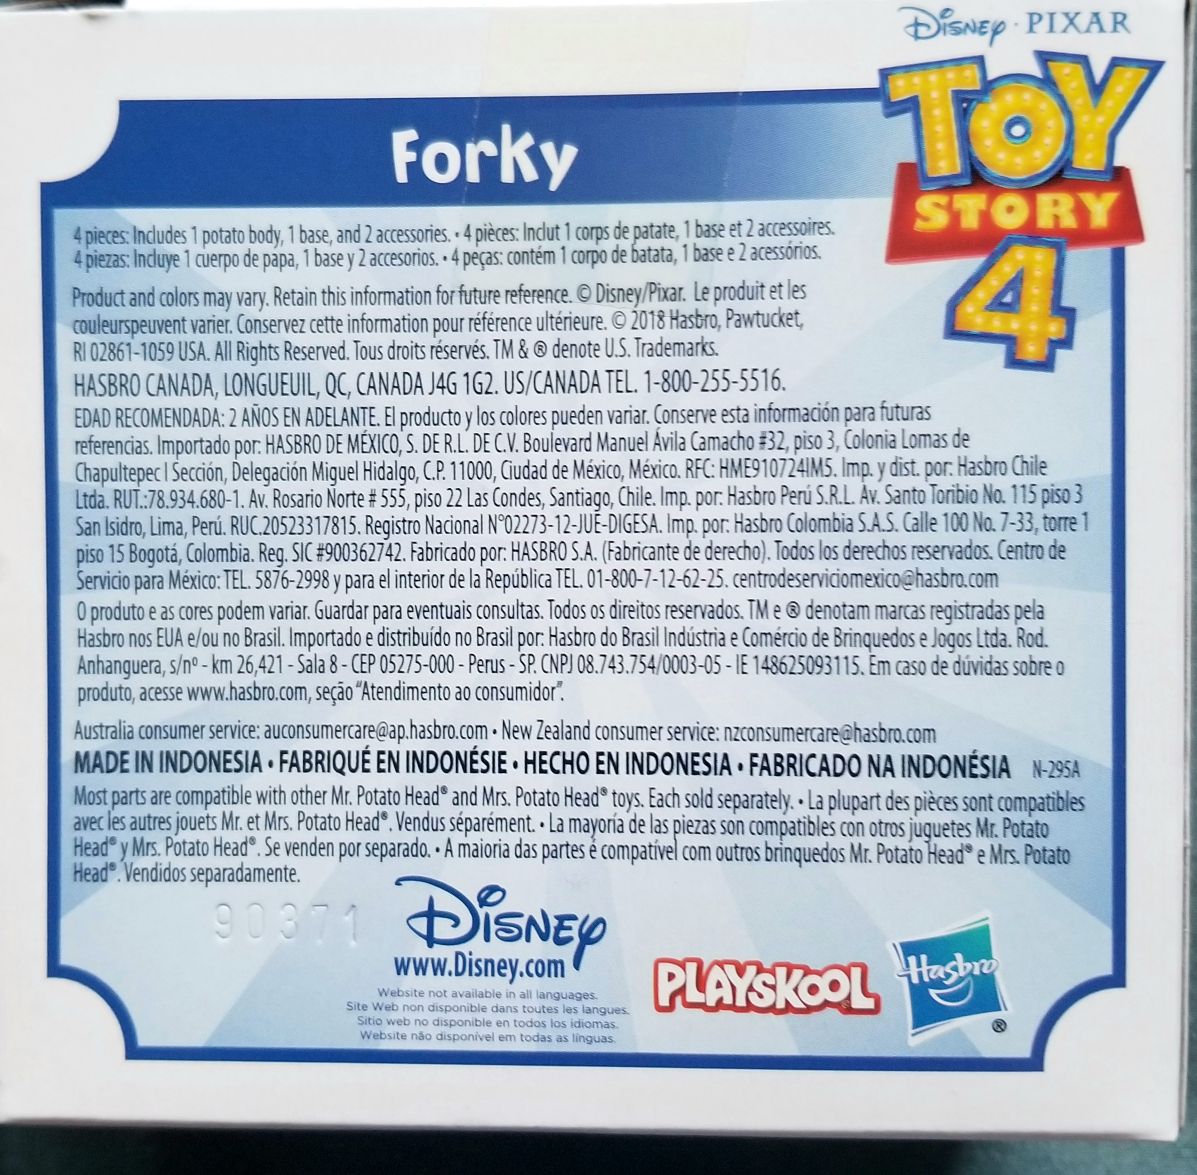 Disney · PIXAR
TOY
STORY
4
Forky
4 pieces: Includes 1 potato body, 1 base, and 2 accessories. • 4 pièces: Inclut 1 corps de patate, 1 base et 2 accessoires.
4 piezas: Incluye 1 cuerpo de papa, 1 base y 2 accesorios. • 4 peças: contém 1 corpo de batata, 1 base e 2 acessórios.
Product and colors may vary. Retain this information for future reference. © Disney/Pixar. Le produit et les
couleurspeuvent varier. Conservez cette information pour référence ultérieure. © 2018 Hasbro, Pawtucket,
RI 02861-1059 USA. All Rights Reserved. Tous droits réservés. TM & ® denote U.S. Trademarks.
HASBRO CANADA, LONGUEUIL, QC, CANADA J4G 1G2. US/CANADA TEL. 1-800-255-5516.
EDAD RECOMENDADA: 2 AÑOS EN ADELANTE. El producto y los colores pueden variar. Conserve esta información para futuras
referencias. Importado por: HASBRO DE MÉXICO, S. DE R.L. DE C.V. Boulevard Manuel Ávila Camacho #32, piso 3, Colonia Lomas de
Chapultepec I Sección, Delegación Miguel Hidalgo, C.P. 11000, Ciudad de México, México. RFC: HME910724IM5. Imp. y dist. por: Hasbro Chile
Ltda. RUT.:78.934.680-1. Av. Rosario Norte # 555, piso 22 Las Condes, Santiago, Chile. Imp. por: Hasbro Perú S.R.L. Av. Santo Toribio No. 115 piso 3
San Isidro, Lima, Perú. RUC.20523317815. Registro Nacional N°02273-12-JUE-DIGESA. Imp. por: Hasbro Colombia S.A.S. Calle 100 No. 7-33, torre 1
piso 15 Bogotá, Colombia. Reg. SIC #900362742. Fabricado por: HASBRO S.A. (Fabricante de derecho). Todos los derechos reservados. Centro de
Servicio para México: TEL. 5876-2998 y para el interior de la República TEL. 01-800-7-12-62-25. centrodeserviciomexico@hasbro.com
O produto e as cores podem variar. Guardar para eventuais consultas. Todos os direitos reservados. TM e ® denotam marcas registradas pela
Hasbro nos EUA e/ou no Brasil. Importado e distribuído no Brasil por: Hasbro do Brasil Indústria e Comércio de Brinquedos e Jogos Ltda. Rod.
Anhanguera, s/nº - km 26,421 - Sala 8 - CEP 05275-000 - Perus - SP. CNPJ 08.743.754/0003-05 - IE 148625093115. Em caso de dúvidas sobre o
produto, acesse www.hasbro.com, seção “Atendimento ao consumidor”.
Australia consumer service: auconsumercare@ap.hasbro.com • New Zealand consumer service: nzconsumercare@hasbro.com
MADE IN INDONESIA • FABRIQUÉ EN INDONÉSIE • HECHO EN INDONESIA • FABRICADO NA INDONÉSIA N-295A
Most parts are compatible with other Mr. Potato Head® and Mrs. Potato Head® toys. Each sold separately. • La plupart des pièces sont compatibles
avec les autres jouets Mr. et Mrs. Potato Head®. Vendus séparément. • La mayoría de las piezas son compatibles con otros juguetes Mr. Potato
Head® y Mrs. Potato Head®. Se venden por separado. • A maioria das partes é compatível com outros brinquedos Mr. Potato Head® e Mrs. Potato
Head®. Vendidos separadamente.
90371
Disney
www.Disney.com
Website not available in all languages.
Site Web non disponible dans toutes les langues.
Sitio web no disponible en todos los idiomas.
Website não disponível em todas as línguas.
PLAYSKOOL
Hasbro
®